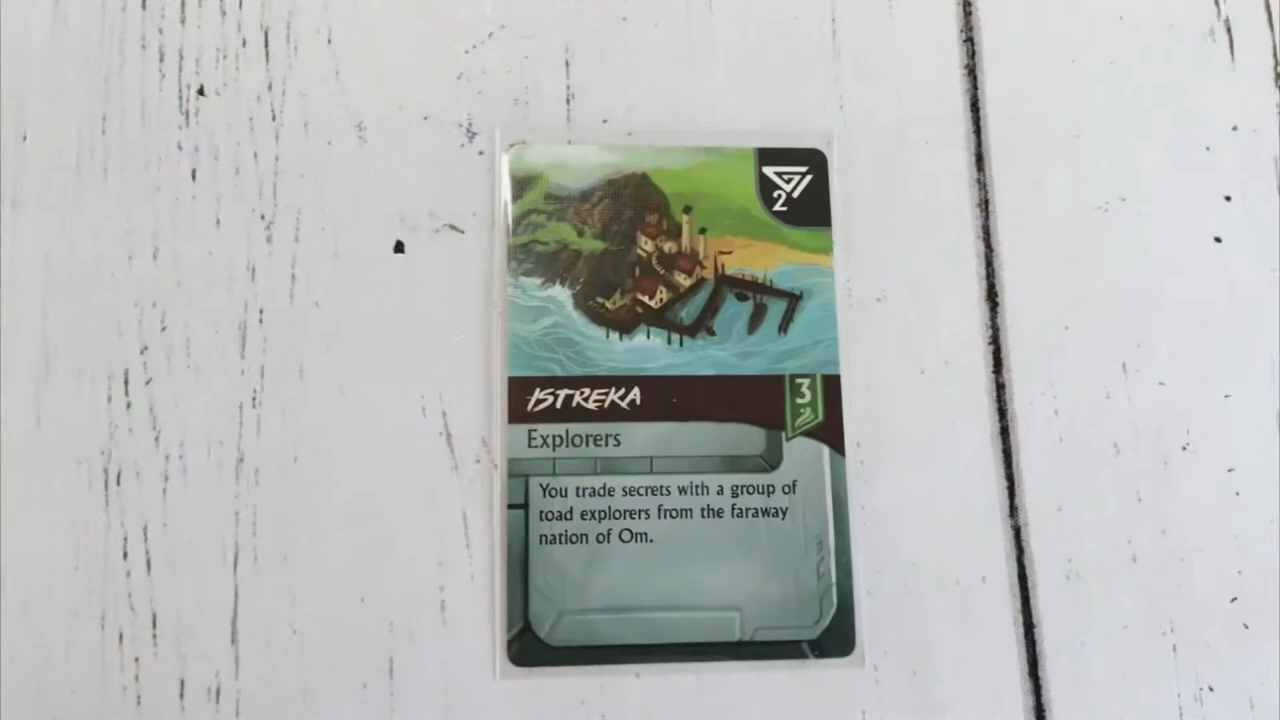 2
ISTREKA
3
Explorers
You trade secrets with a group of
toad explorers from the faraway
nation of Om.